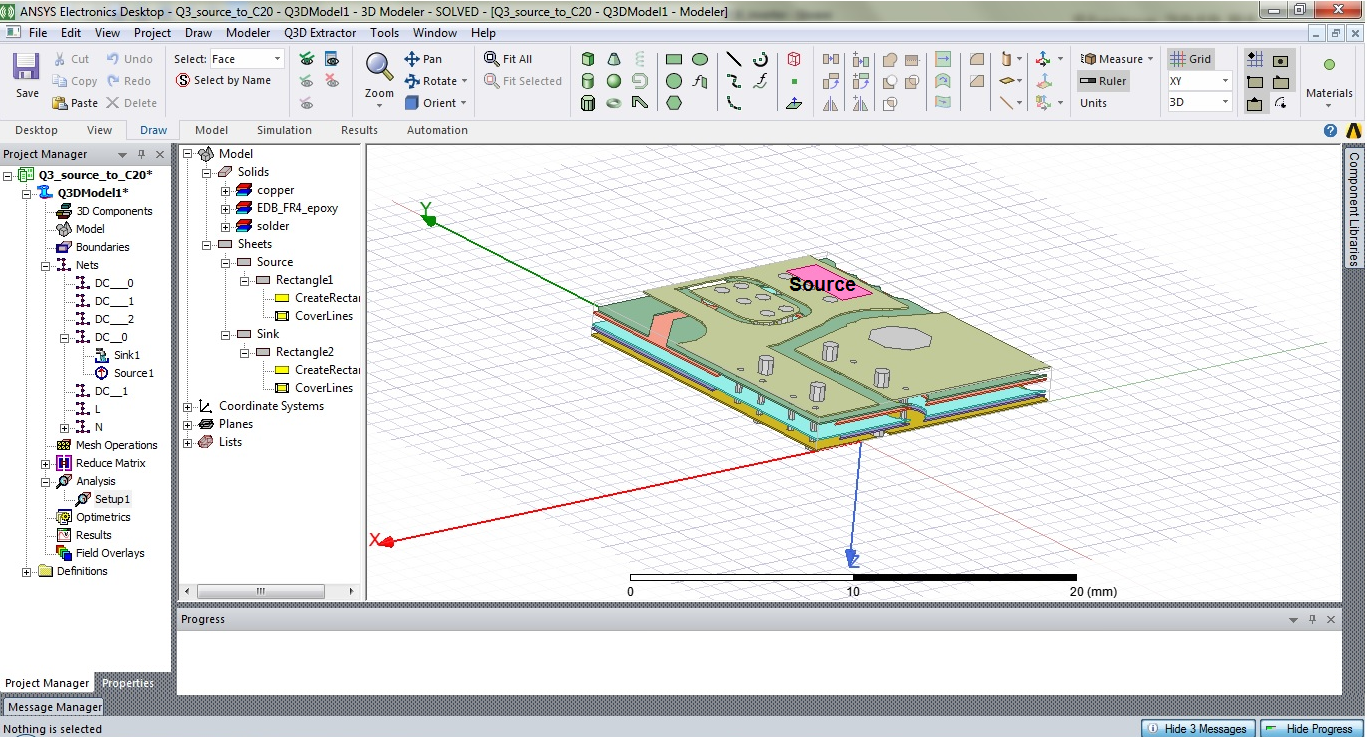 ANSYS Electronics Desktop - Q3_source_to_C20 - Q3DModel1 - 3D Modeler - SOLVED - [Q3_source_to_C20 - Q3DModel1 - Modeler]
File Edit View Project Draw Modeler Q3D Extractor Tools Window Help
Save
Cut
Copy
Paste
Undo
Redo
Delete
Select: Face
Select by Name
Zoom
Pan
Rotate
Orient
Fit All
Fit Selected
Measure
Ruler
Units
Grid
XY
3D
Materials
Desktop View Draw Model Simulation Results Automation
Project Manager
Q3_source_to_C20*
Q3DModel1*
3D Components
Model
Boundaries
Nets
DC___0
DC___1
DC___2
DC__0
Sink1
Source1
DC__1
L
N
Mesh Operations
Reduce Matrix
Analysis
Setup1
Optimetrics
Results
Field Overlays
Definitions
Project Manager Properties
Message Manager
Model
Solids
copper
EDB_FR4_epoxy
solder
Sheets
Source
Rectangle1
CreateRectar
CoverLines
Sink
Rectangle2
CreateRectar
CoverLines
Coordinate Systems
Planes
Lists
Y
Source
X
Z
0 10 20 (mm)
Component Libraries
Progress
Nothing is selected
Hide 3 Messages
Hide Progress